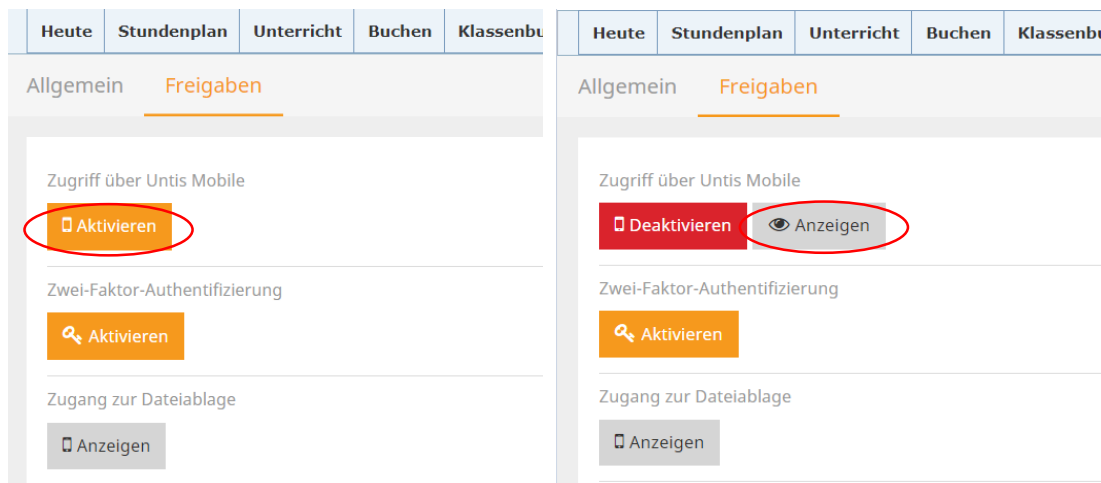 Heute Stundenplan Unterricht Buchen Klassenbu
Allgemein Freigaben
Zugriff über Untis Mobile
Aktivieren
Zwei-Faktor-Authentifizierung
Aktivieren
Zugang zur Dateiablage
Anzeigen
Heute Stundenplan Unterricht Buchen Klassenbu
Allgemein Freigaben
Zugriff über Untis Mobile
Deaktivieren Anzeigen
Zwei-Faktor-Authentifizierung
Aktivieren
Zugang zur Dateiablage
Anzeigen